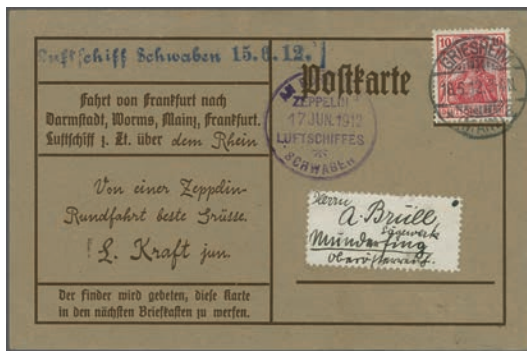 Luftschiff Schwaben 15.6.12.
Fahrt von Frankfurt nach
Darmstadt, Worms, Mainz, Frankfurt.
Luftschiff z. Zt. über dem Rhein
Von einer Zeppelin-
Rundfahrt beste Grüsse.
L. Kraft jun.
Der Finder wird gebeten, diese Karte
in den nächsten Briefkasten zu werfen.
Postkarte
ZEPPELIN
17 JUN. 1912
LUFTSCHIFFES
SCHWABEN
10
GRIESHEIM
Herrn
A. Brüll
Sägewerk
Munderfing
Oberösterreich.